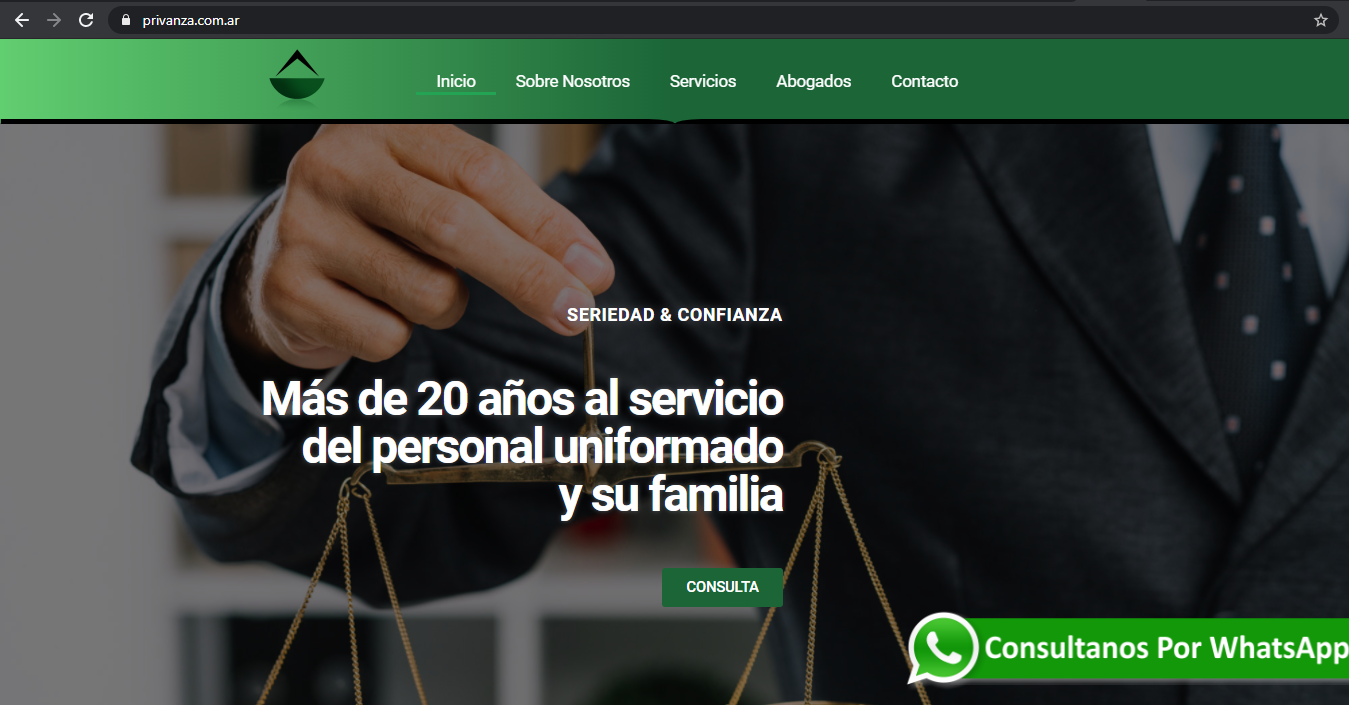 privanza.com.ar
Inicio
Sobre Nosotros
Servicios
Abogados
Contacto
SERIEDAD & CONFIANZA
Más de 20 años al servicio
del personal uniformado
y su familia
CONSULTA
Consultanos Por WhatsApp